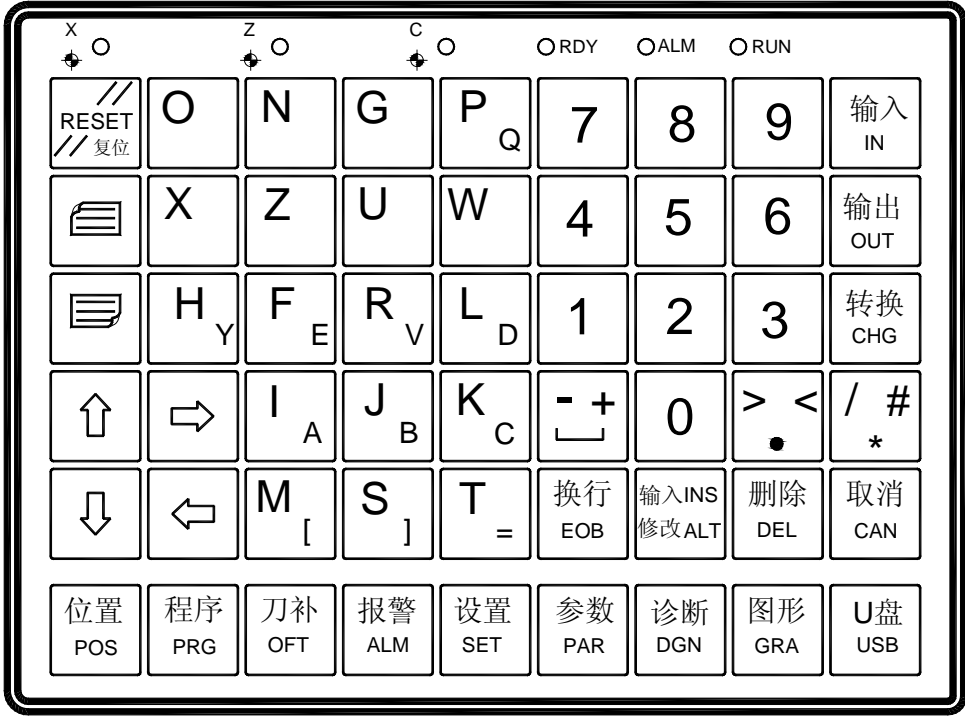 X Z C RDY ALM RUN
// RESET // 复位 O N G P Q 7 8 9 输入 IN
X Z U W 4 5 6 输出 OUT
H Y F E R V L D 1 2 3 转换 CHG
I A J B K C - + 0 > < . / # *
M [ S ] T = 换行 EOB 输入INS 修改ALT 删除 DEL 取消 CAN
位置 POS 程序 PRG 刀补 OFT 报警 ALM 设置 SET 参数 PAR 诊断 DGN 图形 GRA U盘 USB